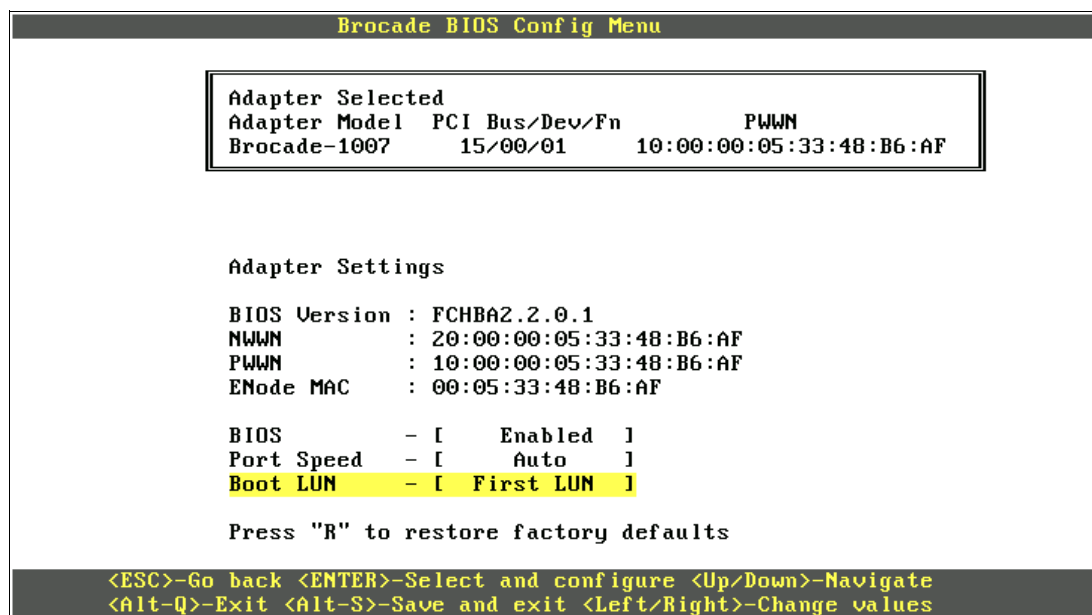 Brocade BIOS Config Menu
Adapter Selected
Adapter Model PCI Bus/Dev/Fn PWWN
Brocade-1007 15/00/01 10:00:00:05:33:48:B6:AF
Adapter Settings
BIOS Version : FCHBA2.2.0.1
NWWN : 20:00:00:05:33:48:B6:AF
PWWN : 10:00:00:05:33:48:B6:AF
ENode MAC : 00:05:33:48:B6:AF
BIOS - [ Enabled ]
Port Speed - [ Auto ]
Boot LUN - [ First LUN ]
Press "R" to restore factory defaults
<ESC>-Go back <ENTER>-Select and configure <Up/Down>-Navigate
<Alt-Q>-Exit <Alt-S>-Save and exit <Left/Right>-Change values